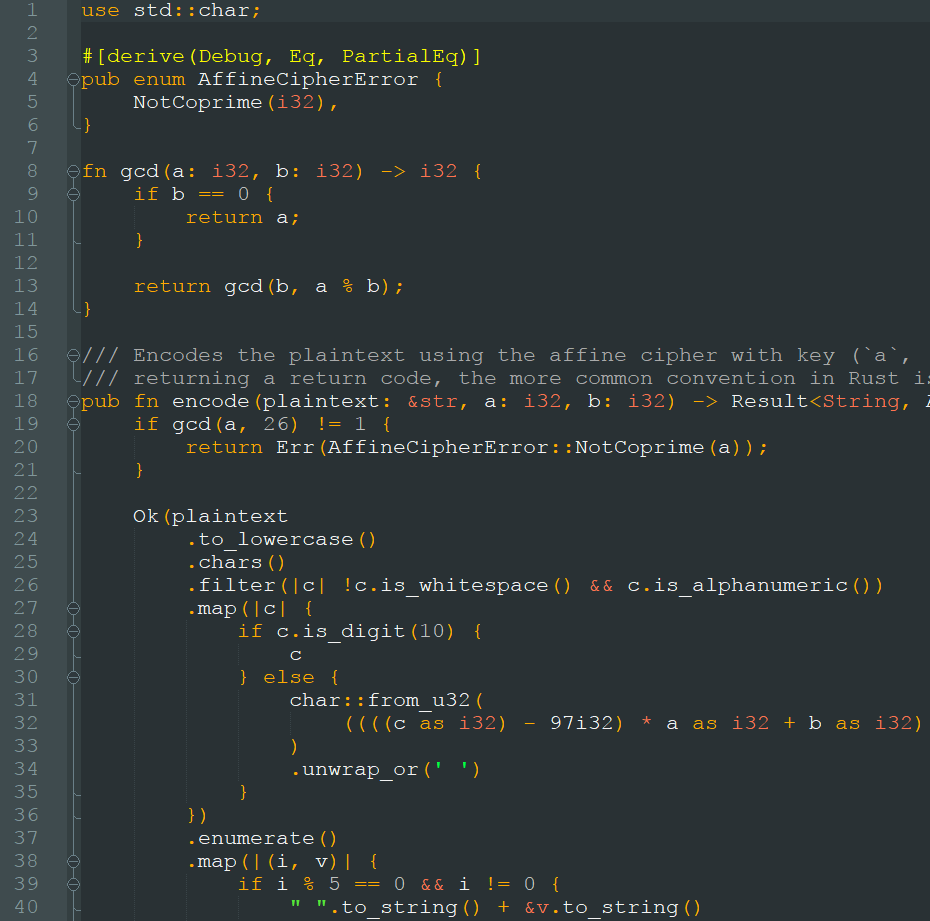 1 use std::char;
2
3 #[derive(Debug, Eq, PartialEq)]
4 pub enum AffineCipherError {
5     NotCoprime(i32),
6 }
7
8 fn gcd(a: i32, b: i32) -> i32 {
9     if b == 0 {
10         return a;
11     }
12
13     return gcd(b, a % b);
14 }
15
16 /// Encodes the plaintext using the affine cipher with key (`a`,
17 /// returning a return code, the more common convention in Rust is
18 pub fn encode(plaintext: &str, a: i32, b: i32) -> Result<String,
19     if gcd(a, 26) != 1 {
20         return Err(AffineCipherError::NotCoprime(a));
21     }
22
23     Ok(plaintext
24         .to_lowercase()
25         .chars()
26         .filter(|c| !c.is_whitespace() && c.is_alphanumeric())
27         .map(|c| {
28             if c.is_digit(10) {
29                 c
30             } else {
31                 char::from_u32(
32                     ((((c as i32) - 97i32) * a as i32 + b as i32)
33                 )
34                 .unwrap_or(' ')
35             }
36         })
37         .enumerate()
38         .map(|(i, v)| {
39             if i % 5 == 0 && i != 0 {
40                 " ".to_string() + &v.to_string()